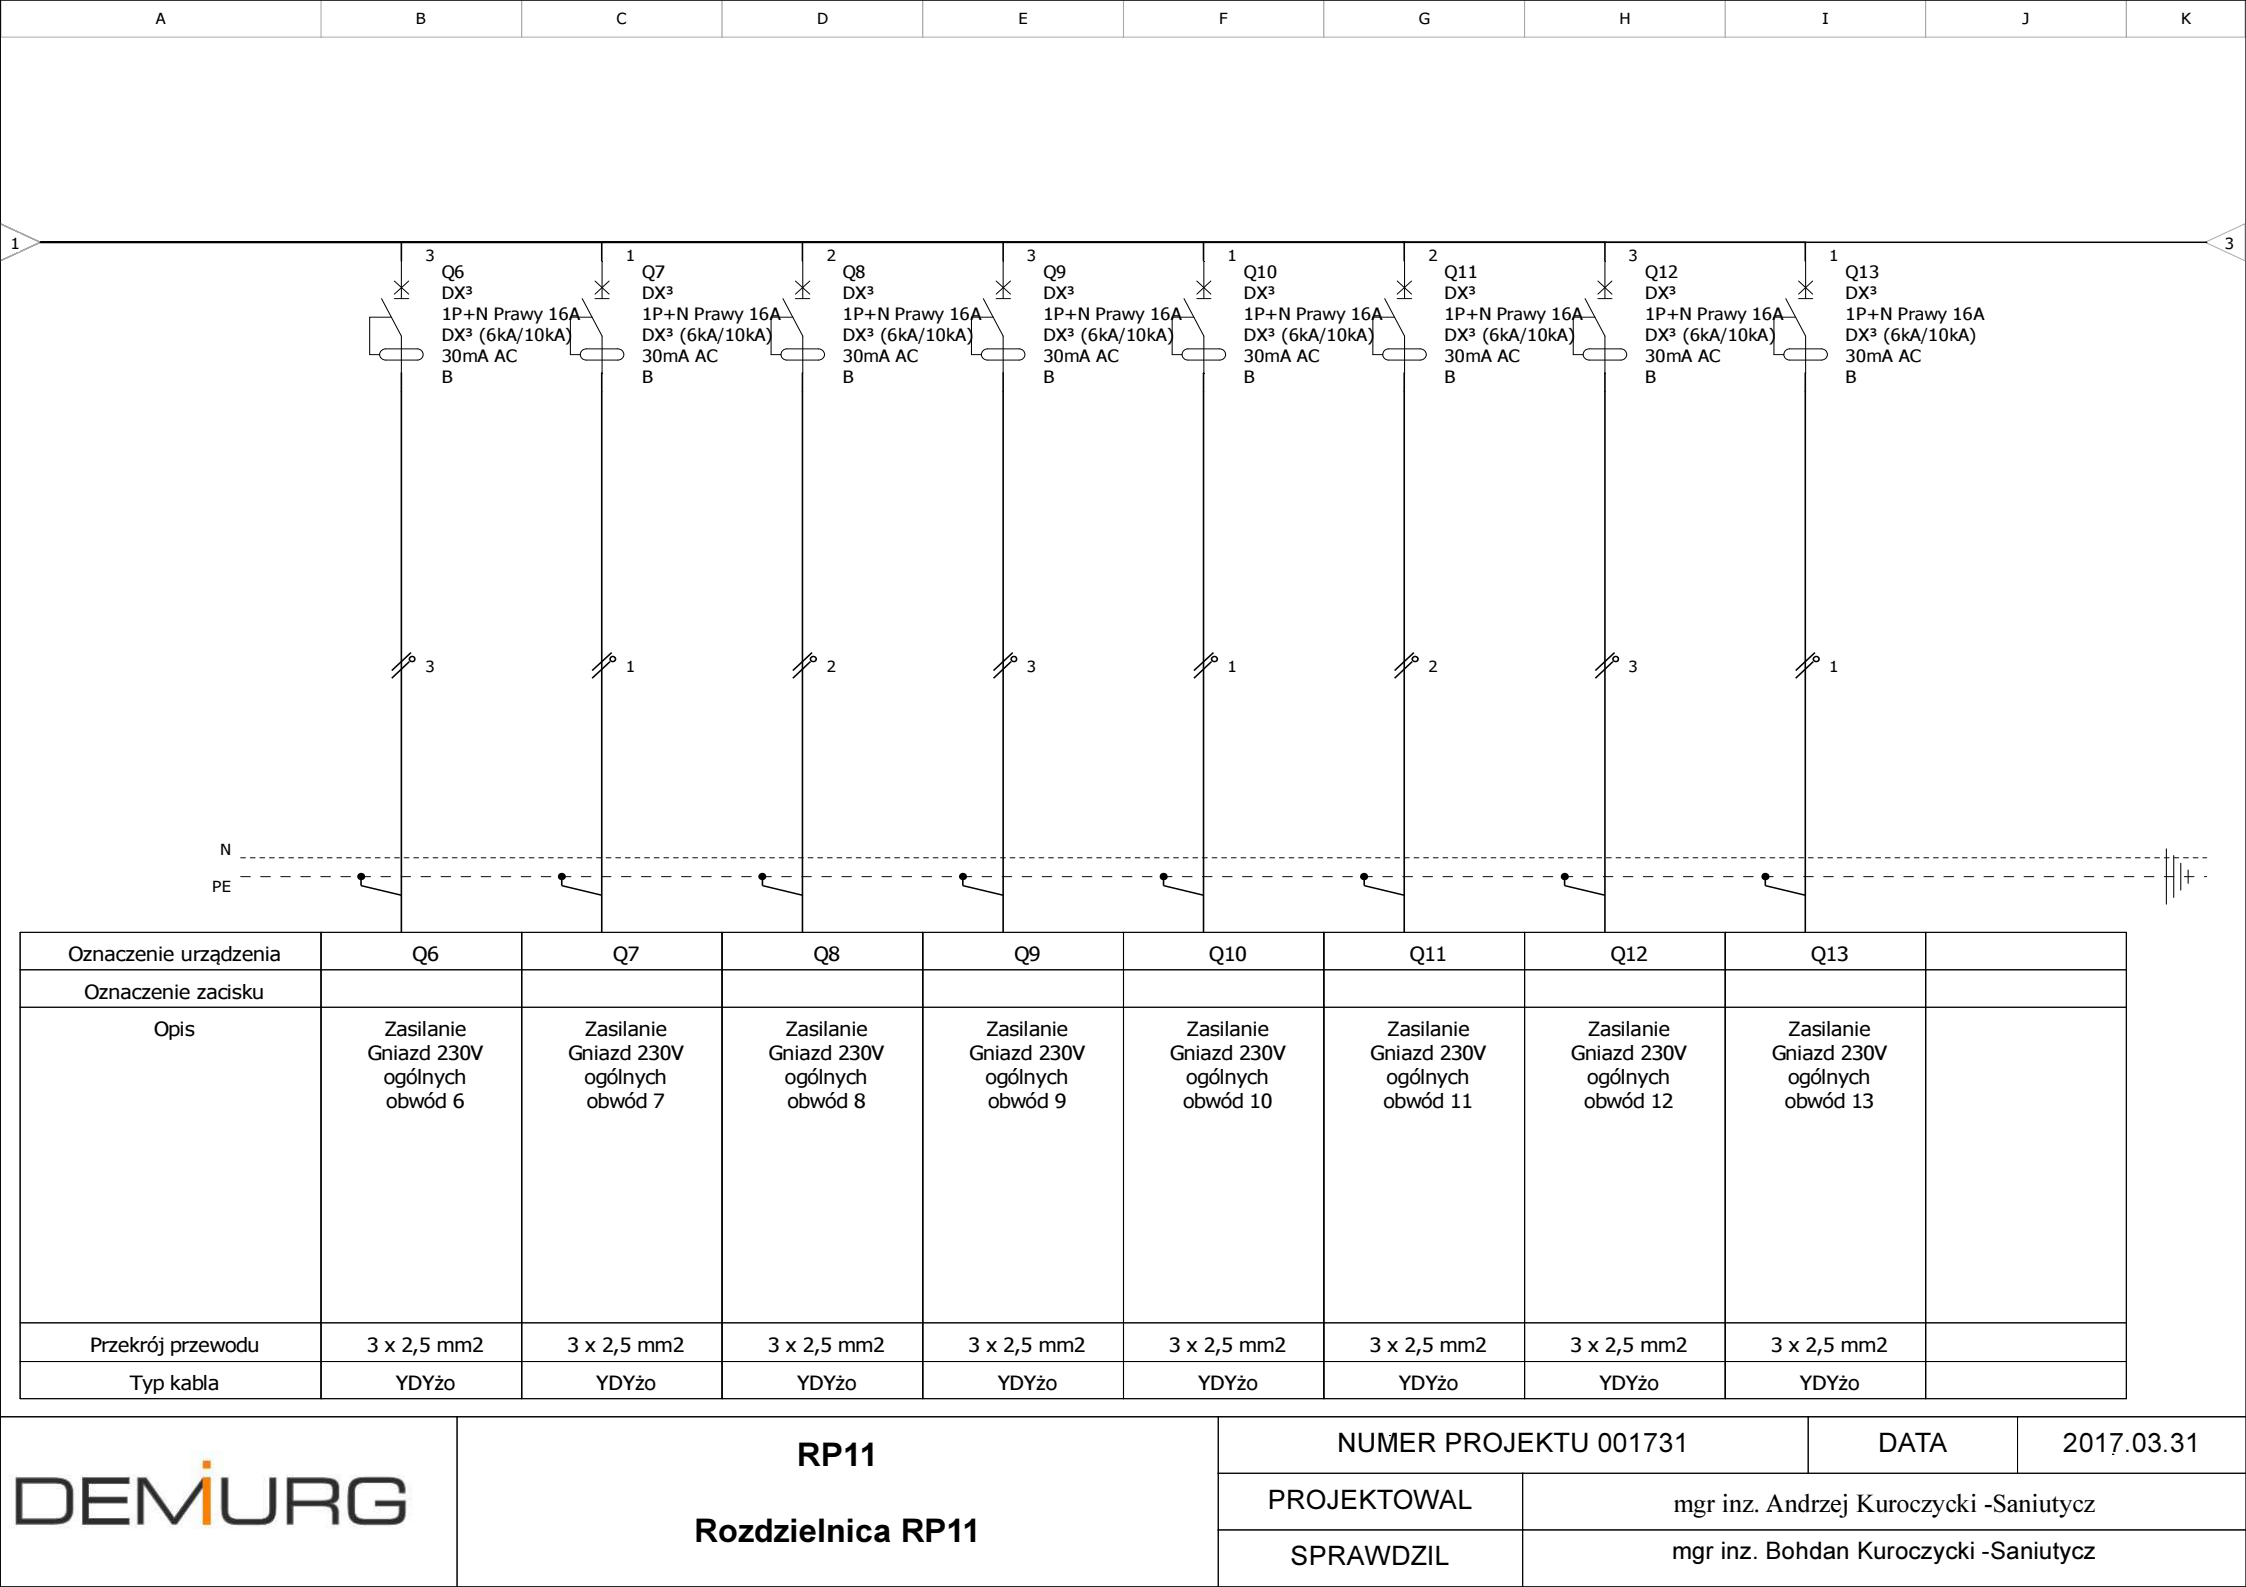 A B C D E F G H I J K
1 3
3 1 2 3 1 2 3 1
Q6 Q7 Q8 Q9 Q10 Q11 Q12 Q13
DX³ DX³ DX³ DX³ DX³ DX³ DX³ DX³
1P+N Prawy 16A 1P+N Prawy 16A 1P+N Prawy 16A 1P+N Prawy 16A 1P+N Prawy 16A 1P+N Prawy 16A 1P+N Prawy 16A 1P+N Prawy 16A
DX³ (6kA/10kA) DX³ (6kA/10kA) DX³ (6kA/10kA) DX³ (6kA/10kA) DX³ (6kA/10kA) DX³ (6kA/10kA) DX³ (6kA/10kA) DX³ (6kA/10kA)
30mA AC 30mA AC 30mA AC 30mA AC 30mA AC 30mA AC 30mA AC 30mA AC
B B B B B B B B
3 1 2 3 1 2 3 1
N
PE
Oznaczenie urządzenia Q6 Q7 Q8 Q9 Q10 Q11 Q12 Q13
Oznaczenie zacisku
Opis Zasilanie Zasilanie Zasilanie Zasilanie Zasilanie Zasilanie Zasilanie Zasilanie
Gniazd 230V Gniazd 230V Gniazd 230V Gniazd 230V Gniazd 230V Gniazd 230V Gniazd 230V Gniazd 230V
ogólnych ogólnych ogólnych ogólnych ogólnych ogólnych ogólnych ogólnych
obwód 6 obwód 7 obwód 8 obwód 9 obwód 10 obwód 11 obwód 12 obwód 13
Przekrój przewodu 3 x 2,5 mm2 3 x 2,5 mm2 3 x 2,5 mm2 3 x 2,5 mm2 3 x 2,5 mm2 3 x 2,5 mm2 3 x 2,5 mm2 3 x 2,5 mm2
Typ kabla YDYżo YDYżo YDYżo YDYżo YDYżo YDYżo YDYżo YDYżo
DEMiURG
RP11
Rozdzielnica RP11
NUMER PROJEKTU 001731 DATA 2017.03.31
PROJEKTOWAL mgr inz. Andrzej Kuroczycki -Saniutycz
SPRAWDZIL mgr inz. Bohdan Kuroczycki -Saniutycz